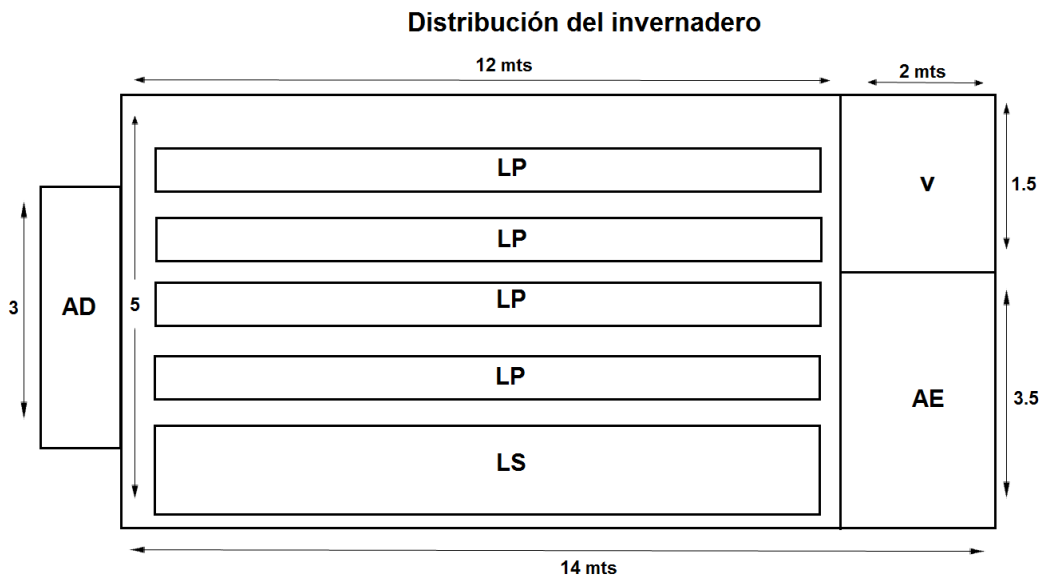 Distribución del invernadero
12 mts
2 mts
LP
v
1.5
LP
3
AD
5
LP
LP
AE
3.5
LS
14 mts